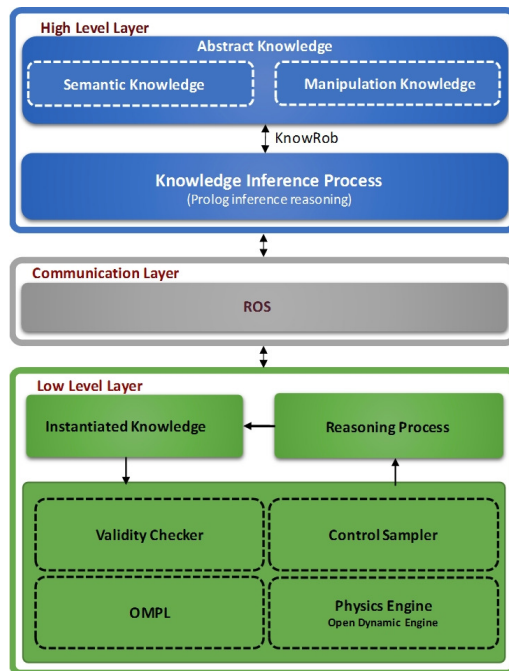 High Level Layer
Abstract Knowledge
Semantic Knowledge
Manipulation Knowledge
KnowRob
Knowledge Inference Process
(Prolog inference reasoning)
Communication Layer
ROS
Low Level Layer
Instantiated Knowledge
Reasoning Process
Validity Checker
Control Sampler
OMPL
Physics Engine
Open Dynamic Engine